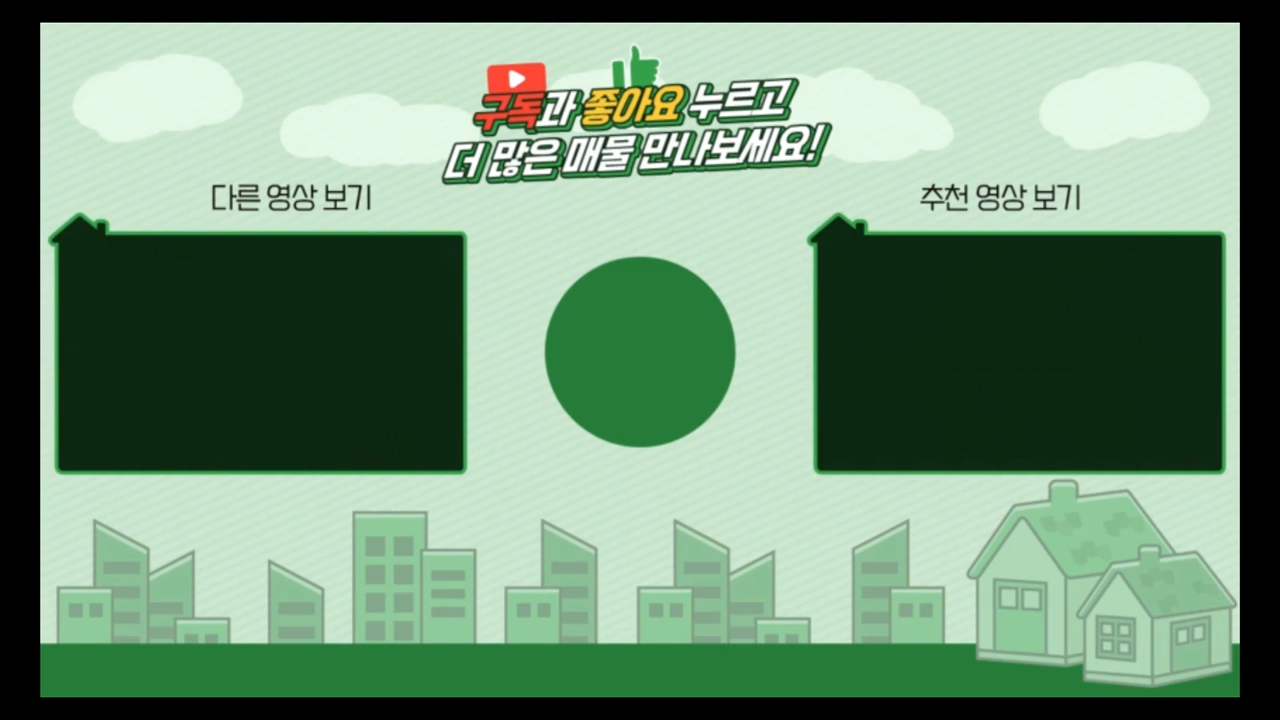 구독과 좋아요 누르고
더 많은 매물 만나보세요!
다른 영상 보기
추천 영상 보기